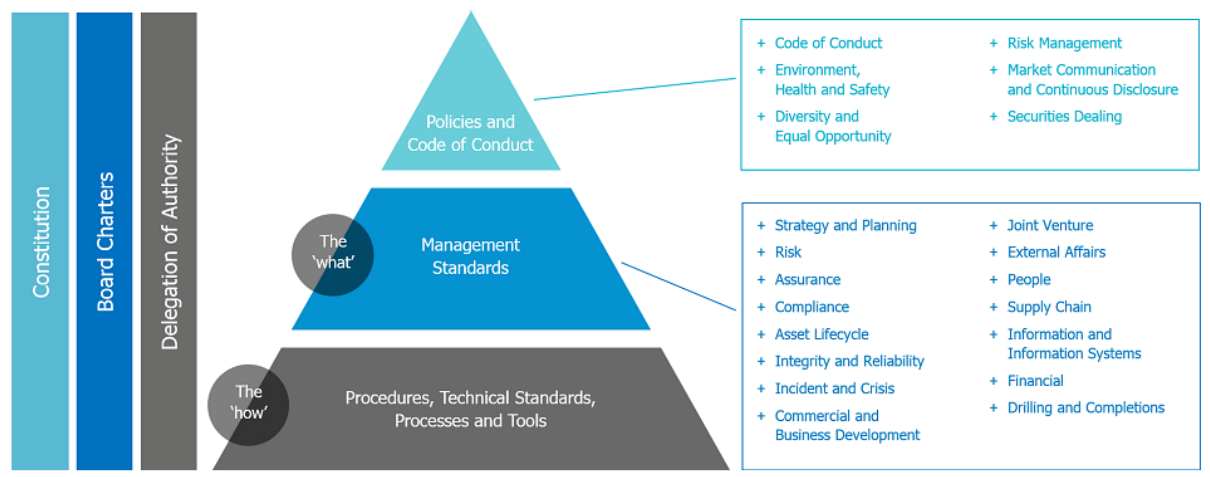 Constitution
Board Charters
Delegation of Authority
Policies and
Code of Conduct
The
‘what’
Management
Standards
The
‘how’
Procedures, Technical Standards,
Processes and Tools
+ Code of Conduct
+ Environment,
Health and Safety
+ Diversity and
Equal Opportunity
+ Risk Management
+ Market Communication
and Continuous Disclosure
+ Securities Dealing
+ Strategy and Planning
+ Risk
+ Assurance
+ Compliance
+ Asset Lifecycle
+ Integrity and Reliability
+ Incident and Crisis
+ Commercial and
Business Development
+ Joint Venture
+ External Affairs
+ People
+ Supply Chain
+ Information and
Information Systems
+ Financial
+ Drilling and Completions